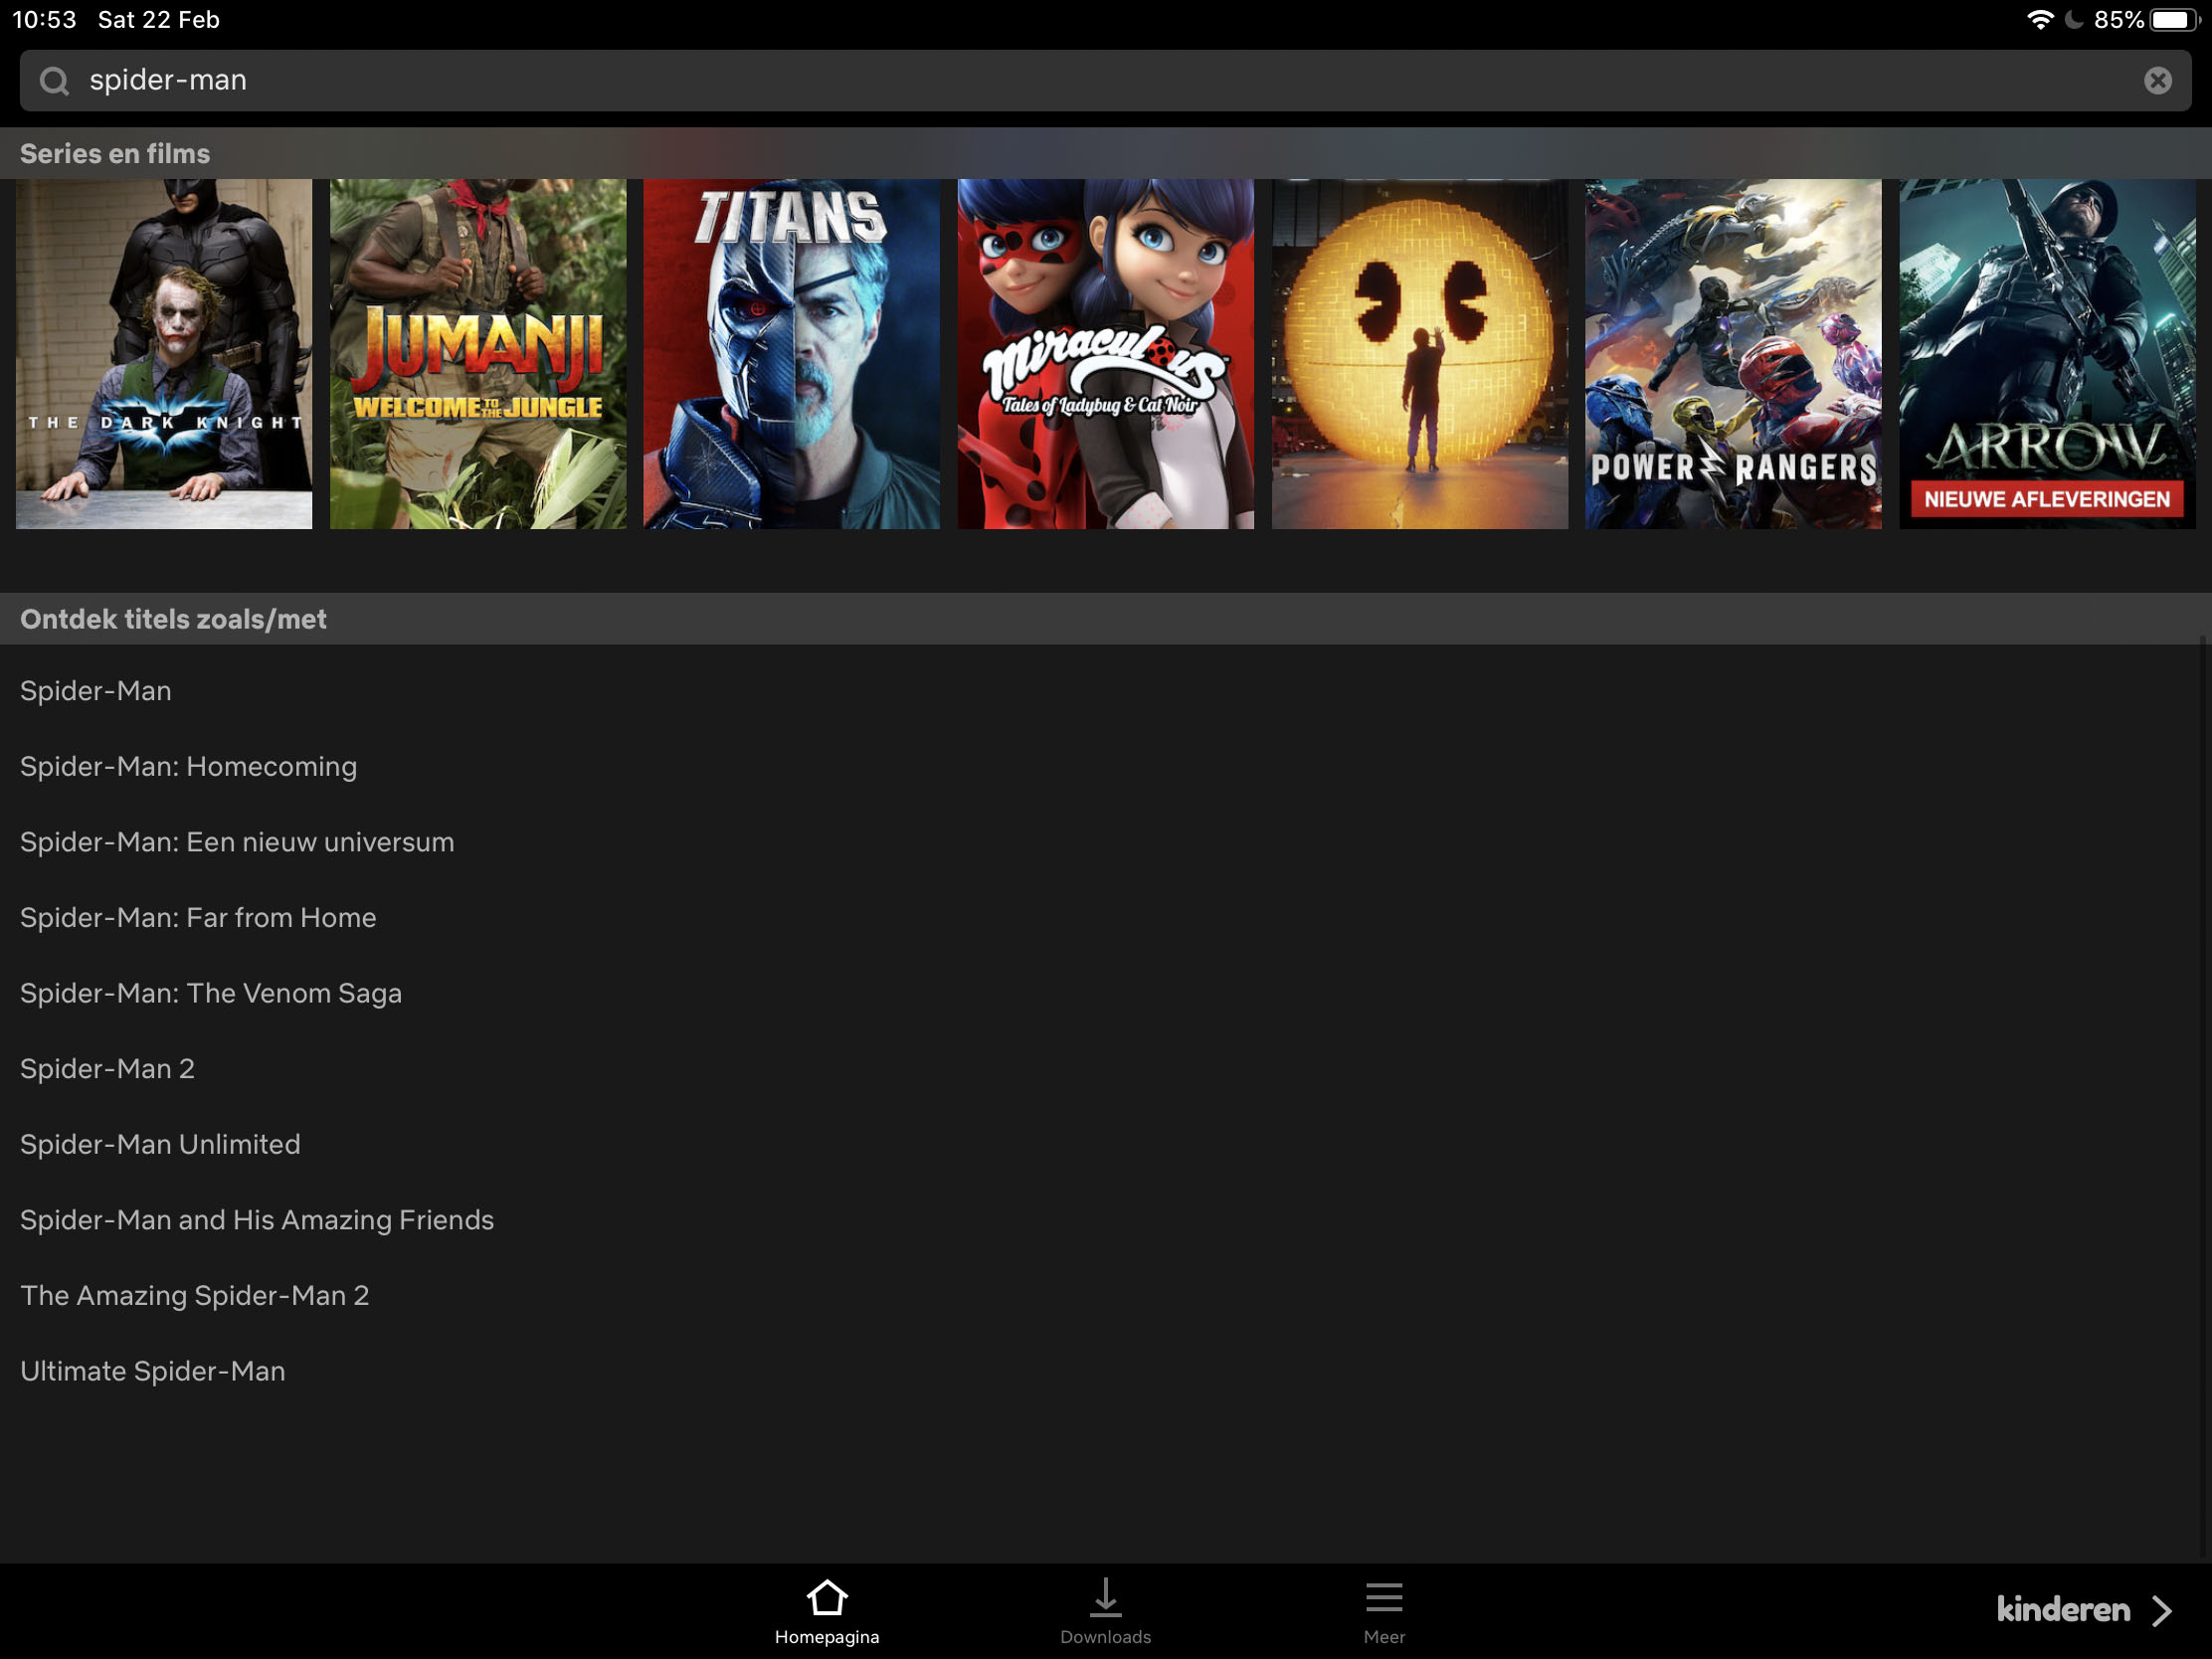 10:53 Sat 22 Feb
85%
spider-man
Series en films
THE DARK KNIGHT
JUMANJI
WELCOME TO THE JUNGLE
TITANS
Miraculous
Tales of Ladybug & Cat Noir
POWER RANGERS
ARROW
NIEUWE AFLEVERINGEN
Ontdek titels zoals/met
Spider-Man
Spider-Man: Homecoming
Spider-Man: Een nieuw universum
Spider-Man: Far from Home
Spider-Man: The Venom Saga
Spider-Man 2
Spider-Man Unlimited
Spider-Man and His Amazing Friends
The Amazing Spider-Man 2
Ultimate Spider-Man
Homepagina
Downloads
Meer
kinderen